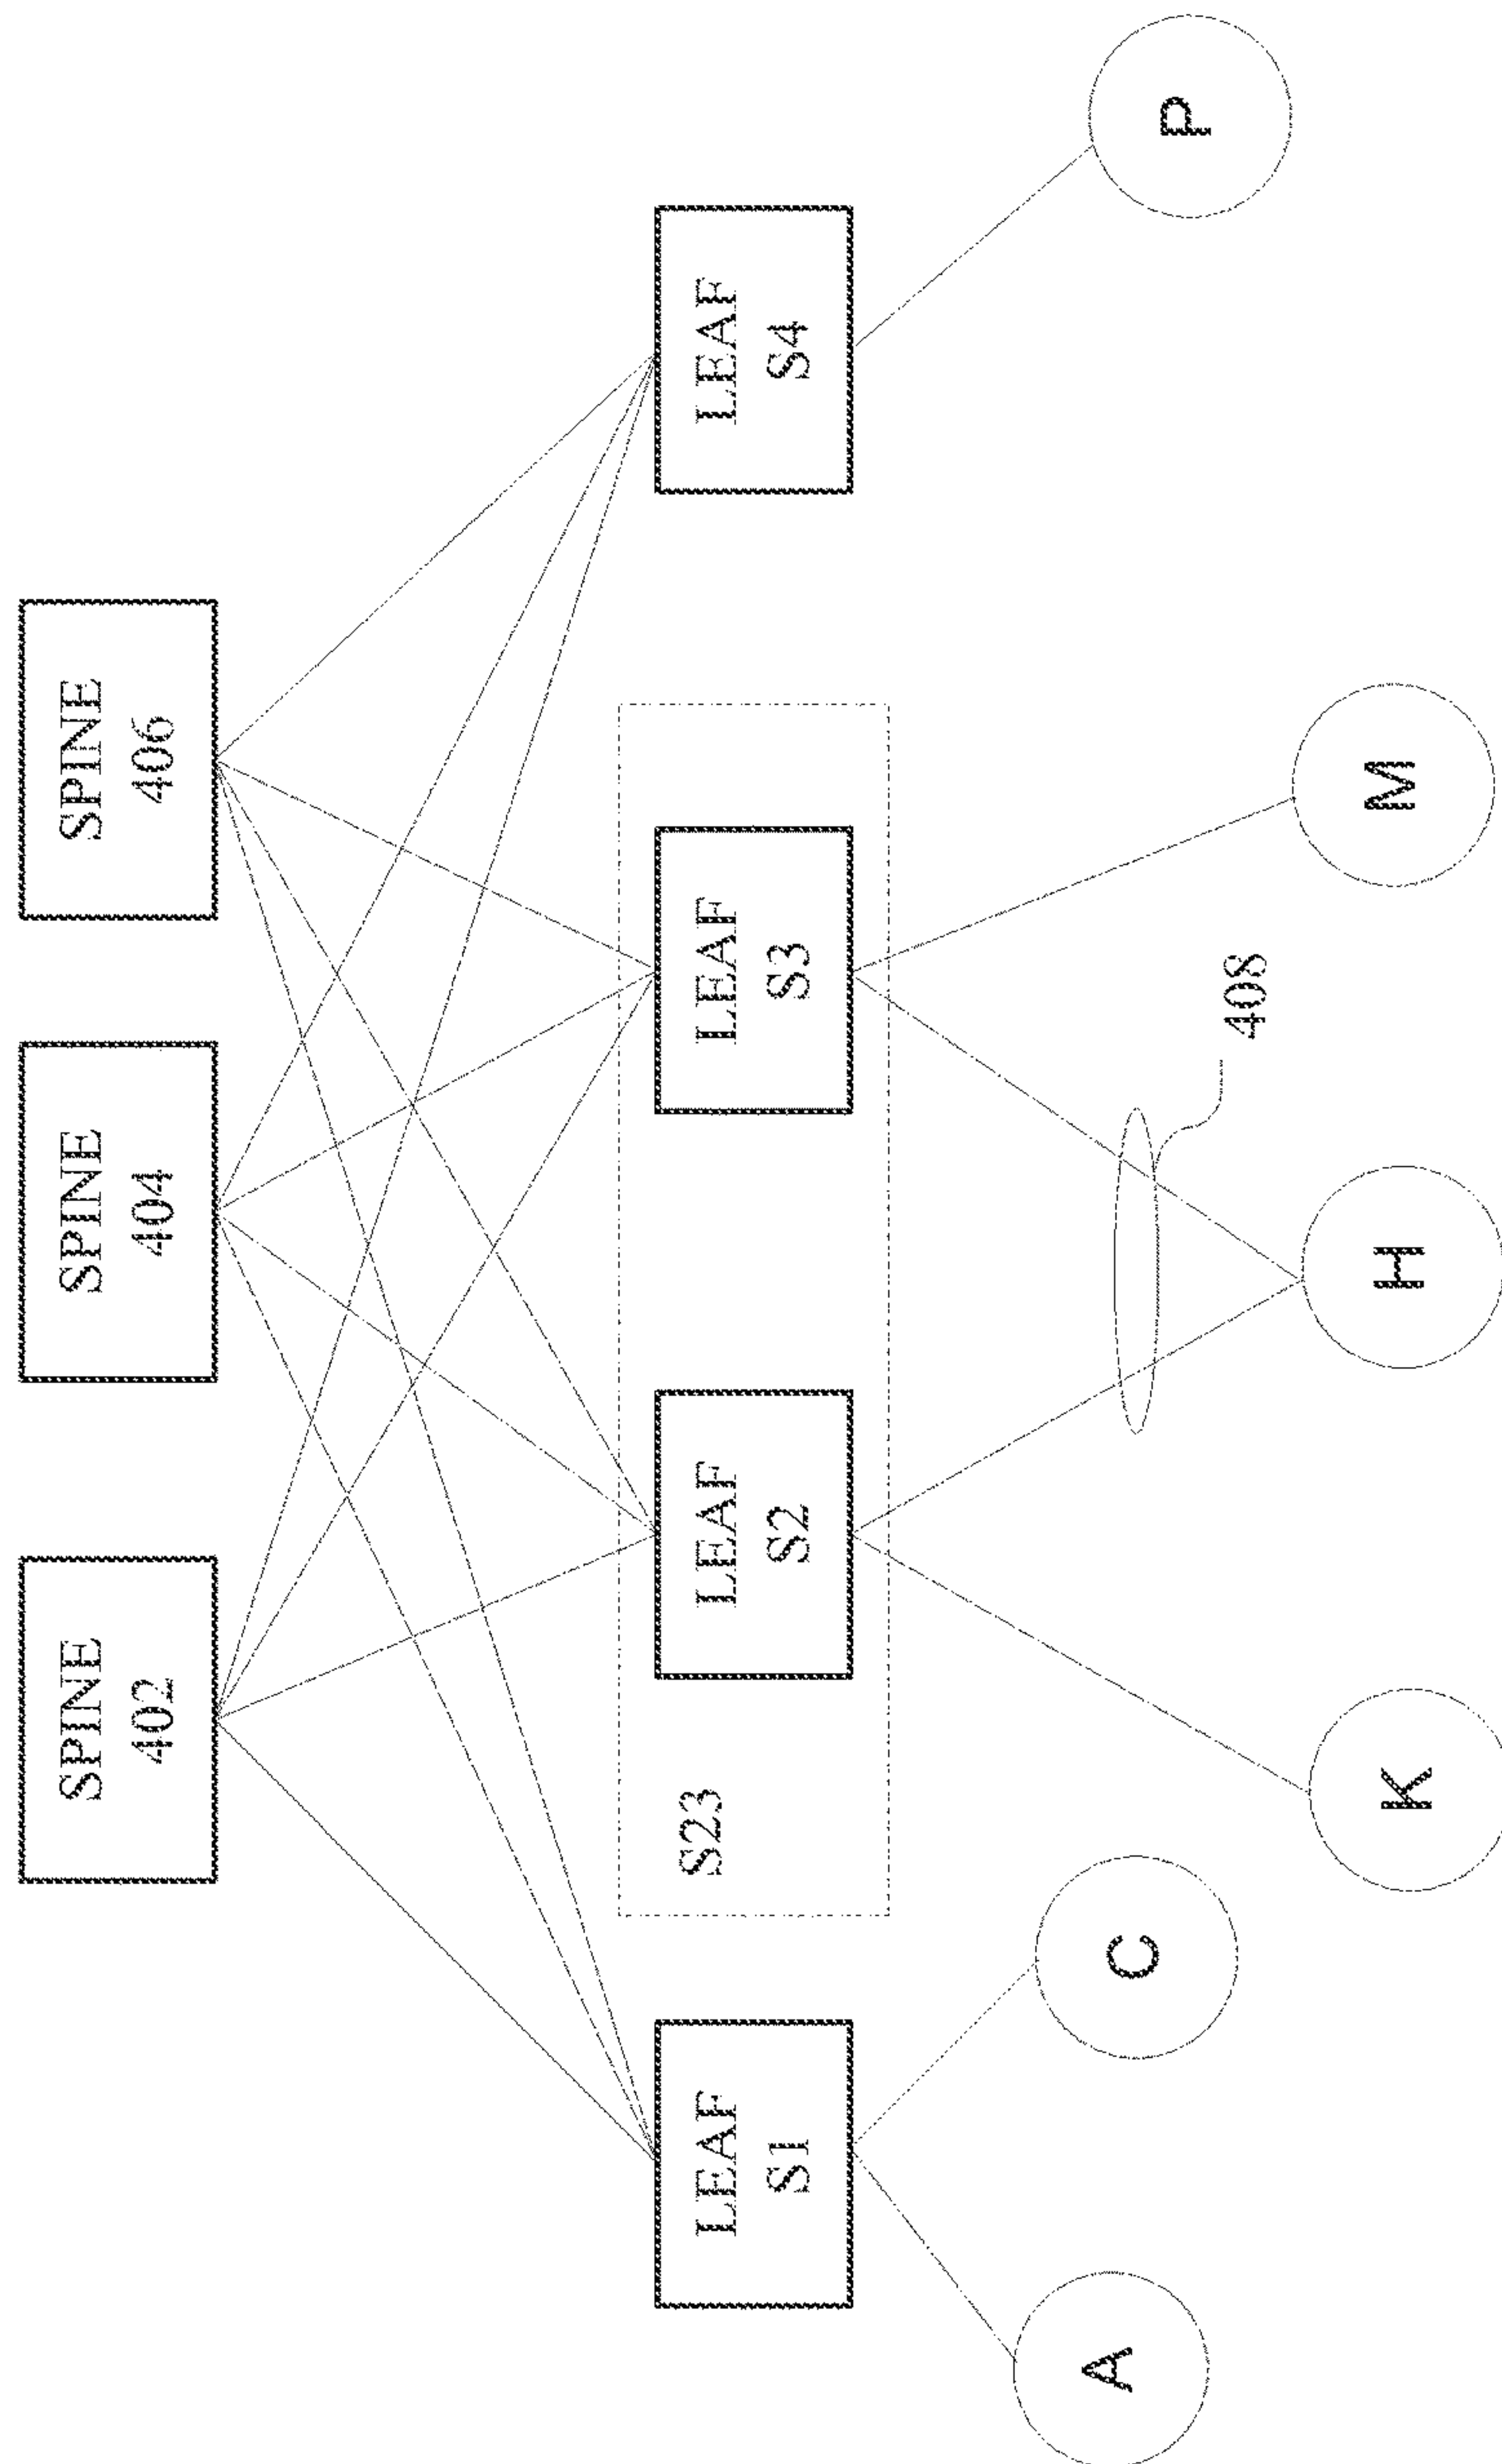 SPINE
402
SPINE
404
SPINE
406
S23
LEAF
S1
LEAF
S2
LEAF
S3
LEAF
S4
408
A
C
K
H
M
P